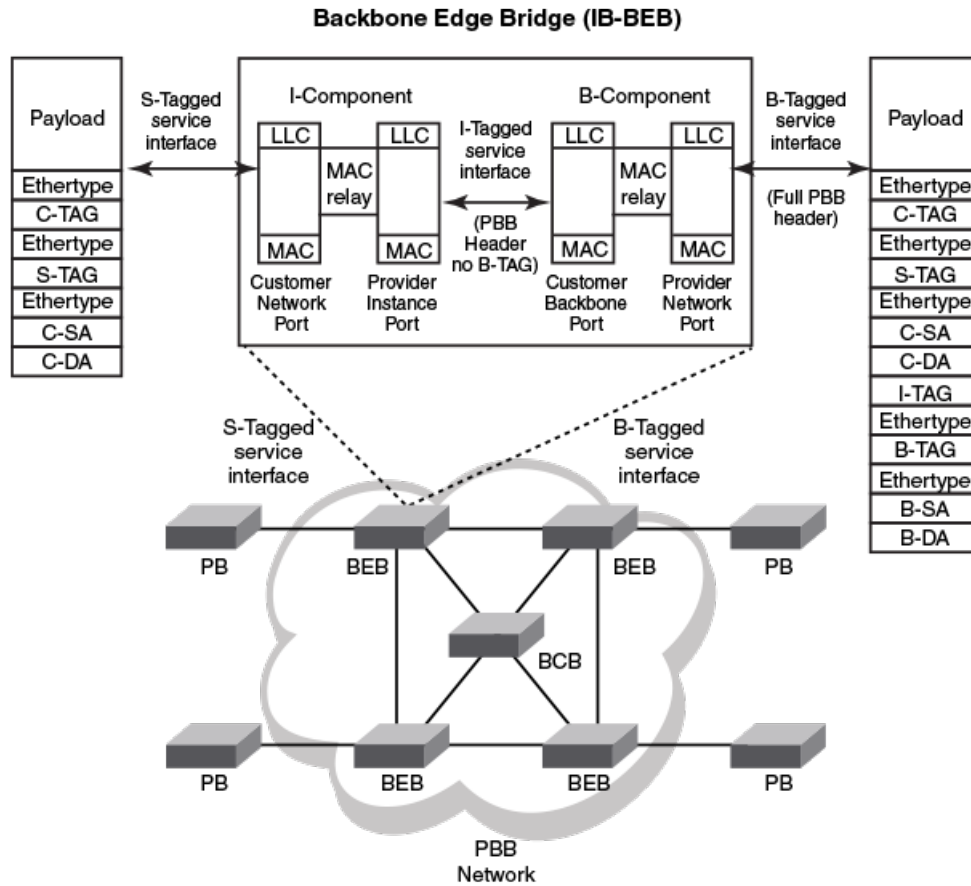 Backbone Edge Bridge (IB-BEB)
Payload
Ethertype
C-TAG
Ethertype
S-TAG
Ethertype
C-SA
C-DA
S-Tagged
service
interface
I-Component
LLC
LLC
MAC
relay
MAC
MAC
Customer
Network
Port
Provider
Instance
Port
I-Tagged
service
interface
(PBB
Header
no B-TAG)
B-Component
LLC
LLC
MAC
relay
MAC
MAC
Customer
Backbone
Port
Provider
Network
Port
B-Tagged
service
interface
(Full PBB
header)
Payload
Ethertype
C-TAG
Ethertype
S-TAG
Ethertype
C-SA
C-DA
I-TAG
Ethertype
B-TAG
Ethertype
B-SA
B-DA
S-Tagged
service
interface
B-Tagged
service
interface
PB
BEB
BEB
PB
BCB
PB
BEB
BEB
PB
PBB
Network